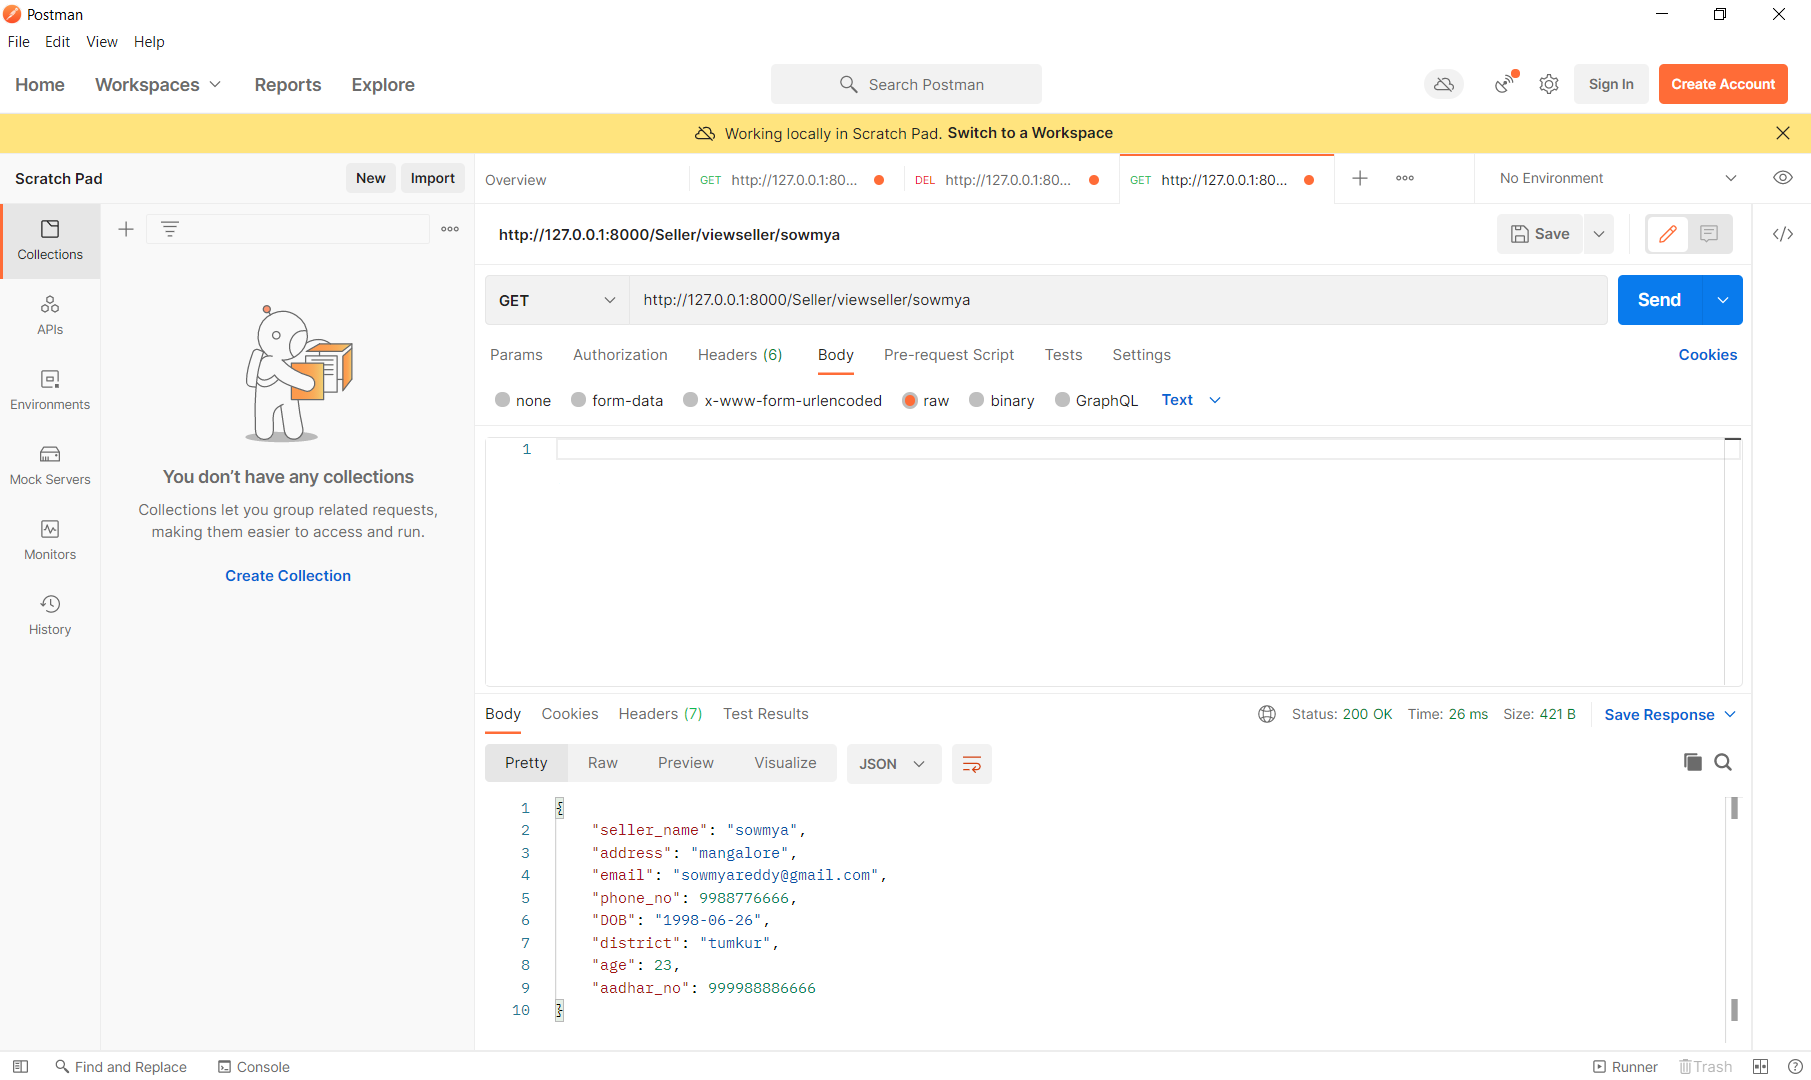 Postman
File Edit View Help
Home Workspaces Reports Explore Search Postman Sign In Create Account
Working locally in Scratch Pad. Switch to a Workspace
Scratch Pad New Import Overview GET http://127.0.0.1:80... DEL http://127.0.0.1:80... GET http://127.0.0.1:80... No Environment
Collections
APIs
Environments
Mock Servers
Monitors
History
You don’t have any collections
Collections let you group related requests,
making them easier to access and run.
Create Collection
http://127.0.0.1:8000/Seller/viewseller/sowmya Save
GET http://127.0.0.1:8000/Seller/viewseller/sowmya Send
Params Authorization Headers (6) Body Pre-request Script Tests Settings Cookies
none form-data x-www-form-urlencoded raw binary GraphQL Text
1
Body Cookies Headers (7) Test Results Status: 200 OK Time: 26 ms Size: 421 B Save Response
Pretty Raw Preview Visualize JSON
1 {
2 "seller_name": "sowmya",
3 "address": "mangalore",
4 "email": "sowmyareddy@gmail.com",
5 "phone_no": 9988776666,
6 "DOB": "1998-06-26",
7 "district": "tumkur",
8 "age": 23,
9 "aadhar_no": 999988886666
10 }
Find and Replace Console Runner Trash